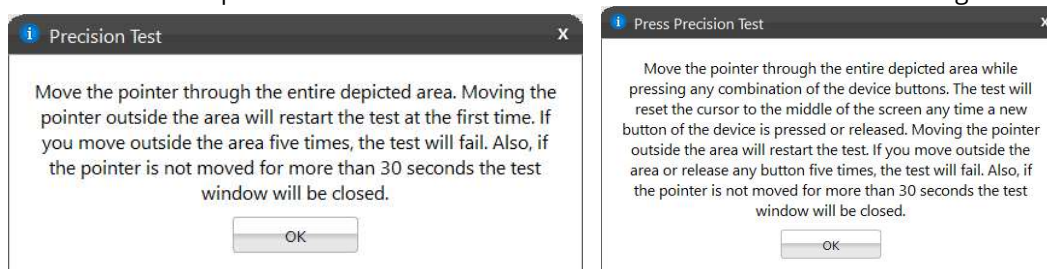 Precision Test
x
Move the pointer through the entire depicted area. Moving the
pointer outside the area will restart the test at the first time. If
you move outside the area five times, the test will fail. Also, if
the pointer is not moved for more than 30 seconds the test
window will be closed.
OK
Press Precision Test
x
Move the pointer through the entire depicted area while
pressing any combination of the device buttons. The test will
reset the cursor to the middle of the screen any time a new
button of the device is pressed or released. Moving the pointer
outside the area will restart the test. If you move outside the
area or release any button five times, the test will fail. Also, if
the pointer is not moved for more than 30 seconds the test
window will be closed.
OK